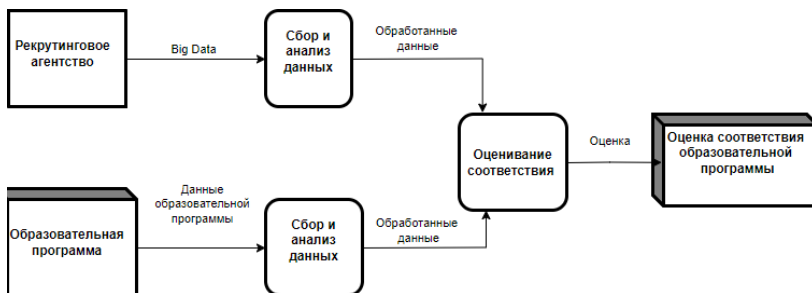 Рекрутинговое
агентство
Big Data
Сбор и
анализ
данных
Обработанные
данные
Оценивание
соответствия
Оценка
Оценка соответствия
образовательной
программы
Образовательная
программа
Данные
образовательной
программы
Сбор и
анализ
данных
Обработанные
данные